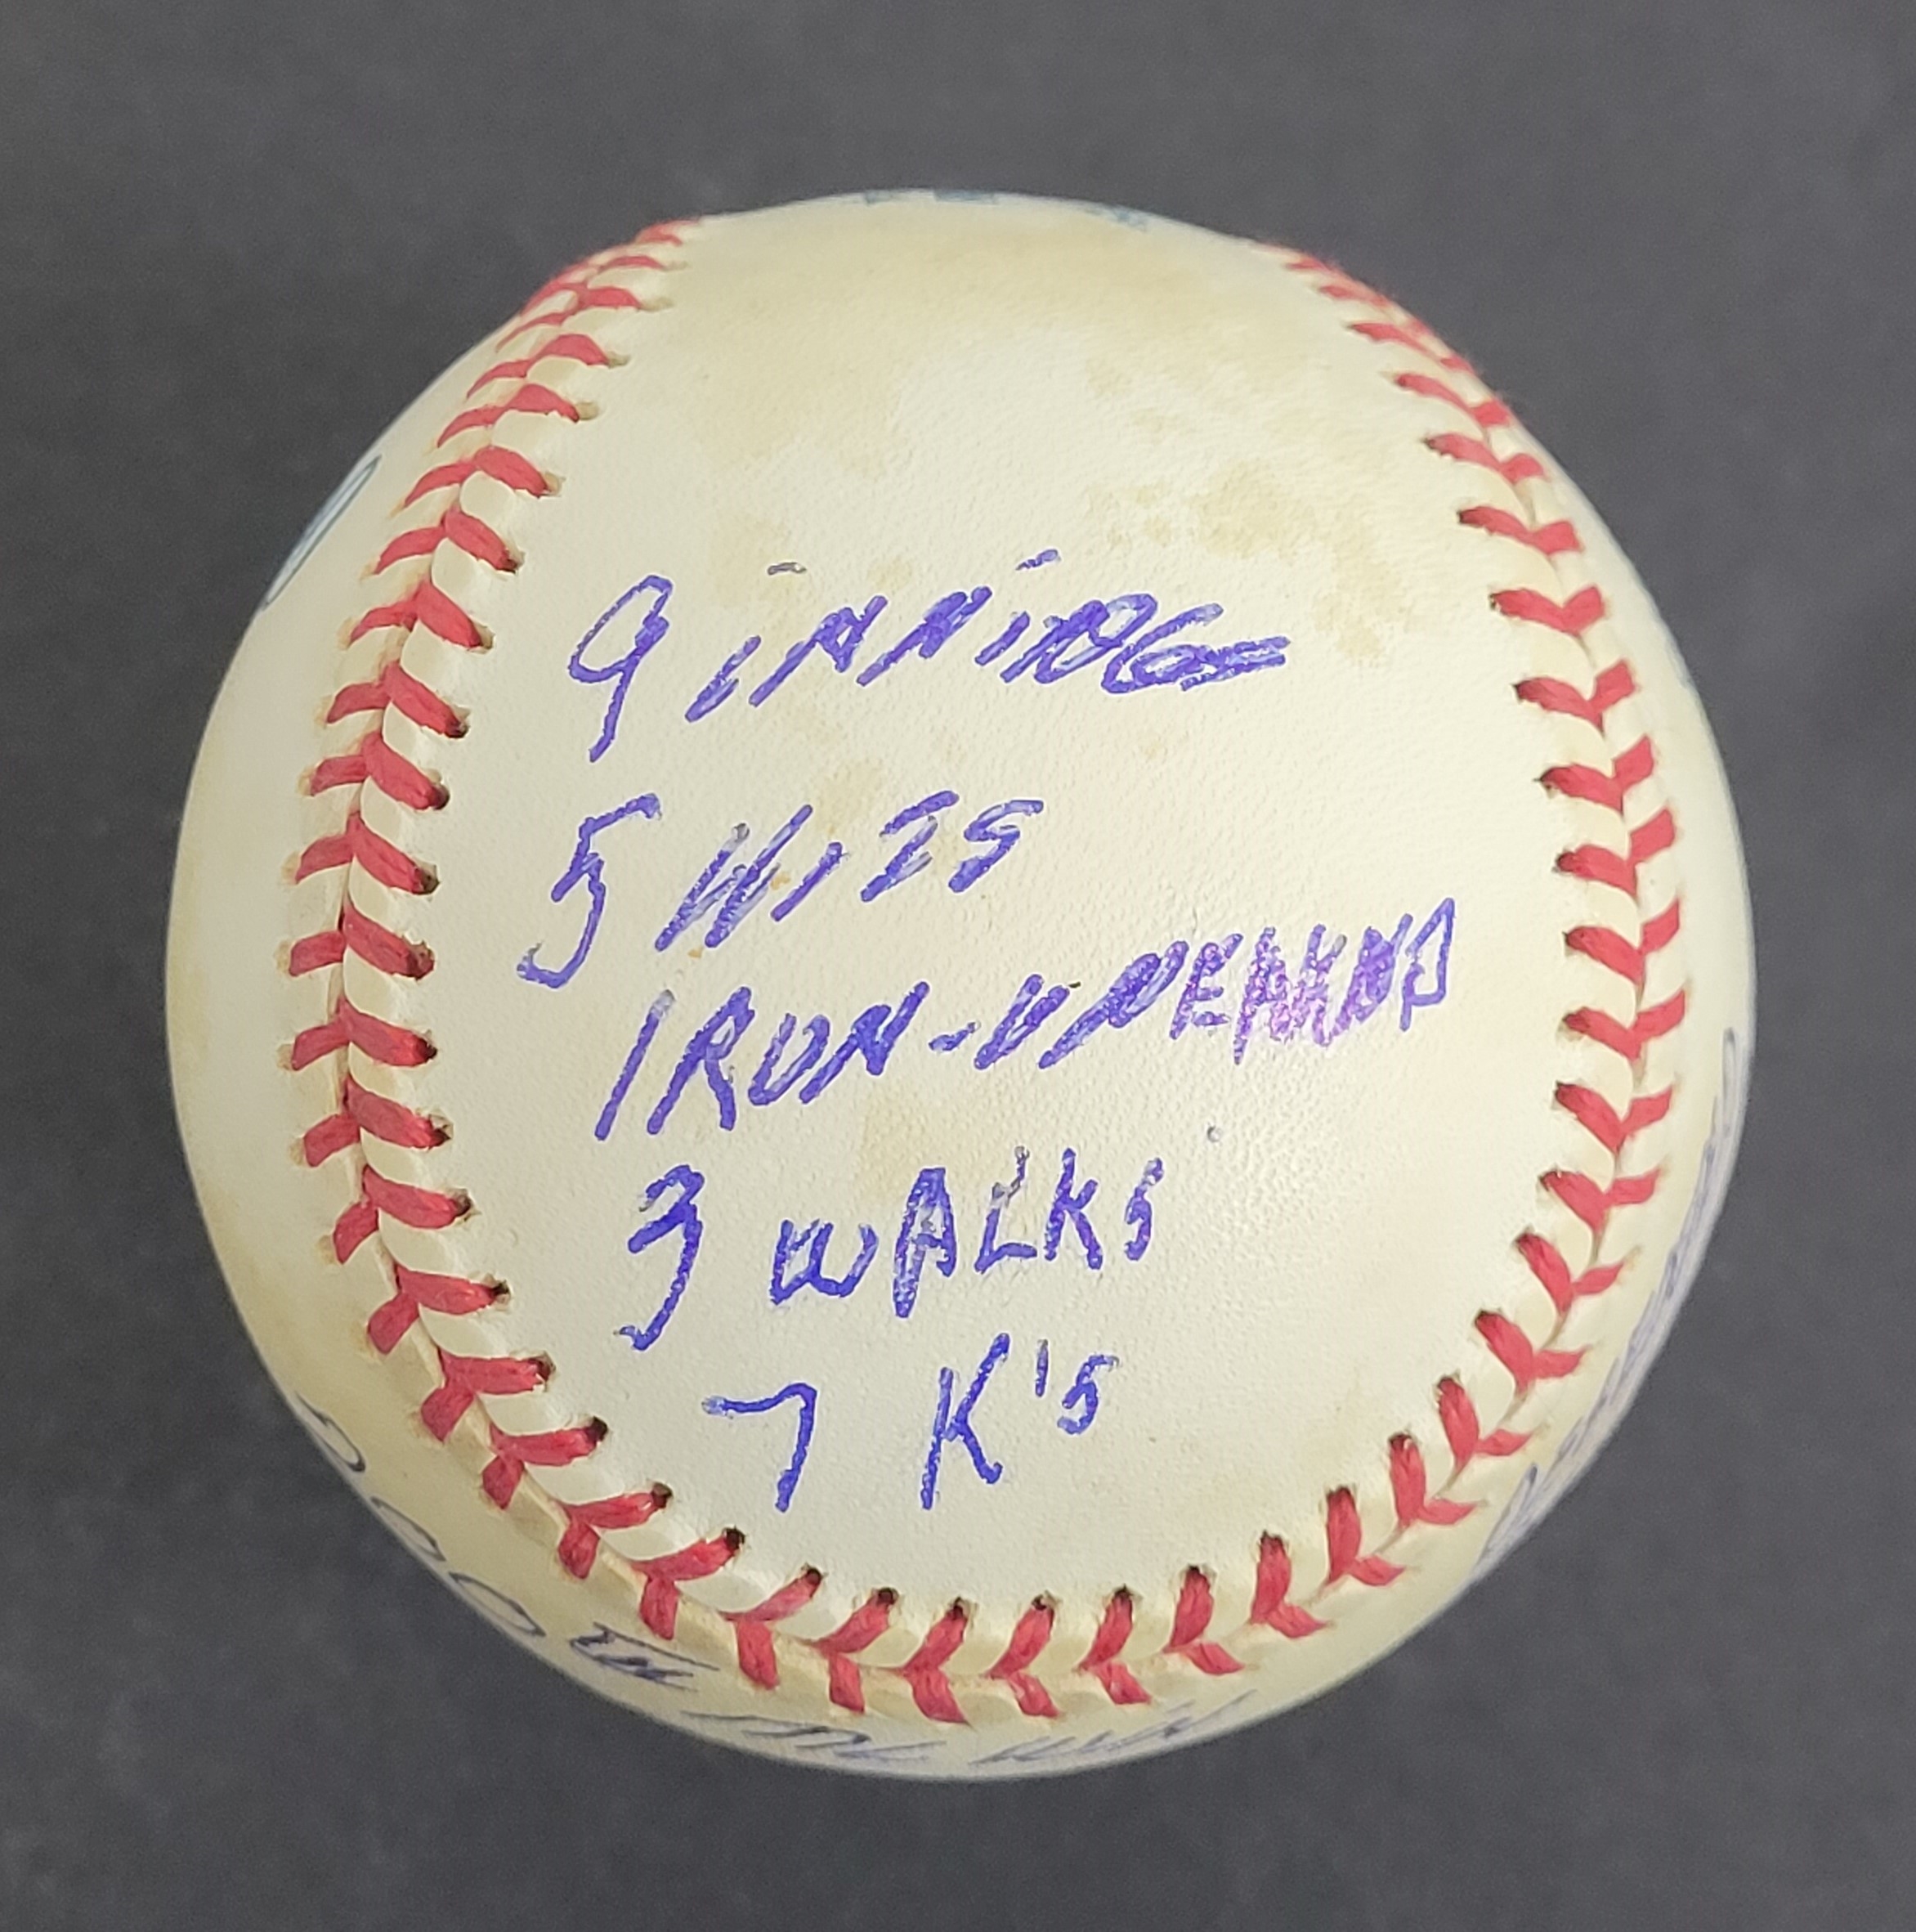 9 iNNiNGS
5 HiTS
1 RUN-UNEARNED
3 WALKS
7 K'S